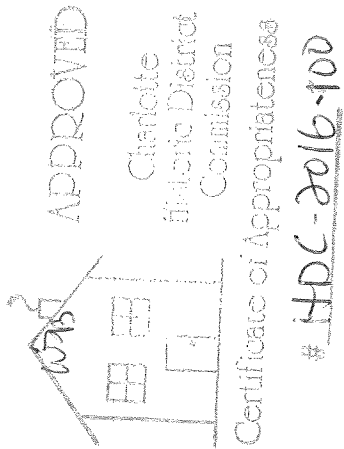 APPROVED
Charlotte
Historic District
Commission
Certificate of Appropriateness
# HDC-2016-100